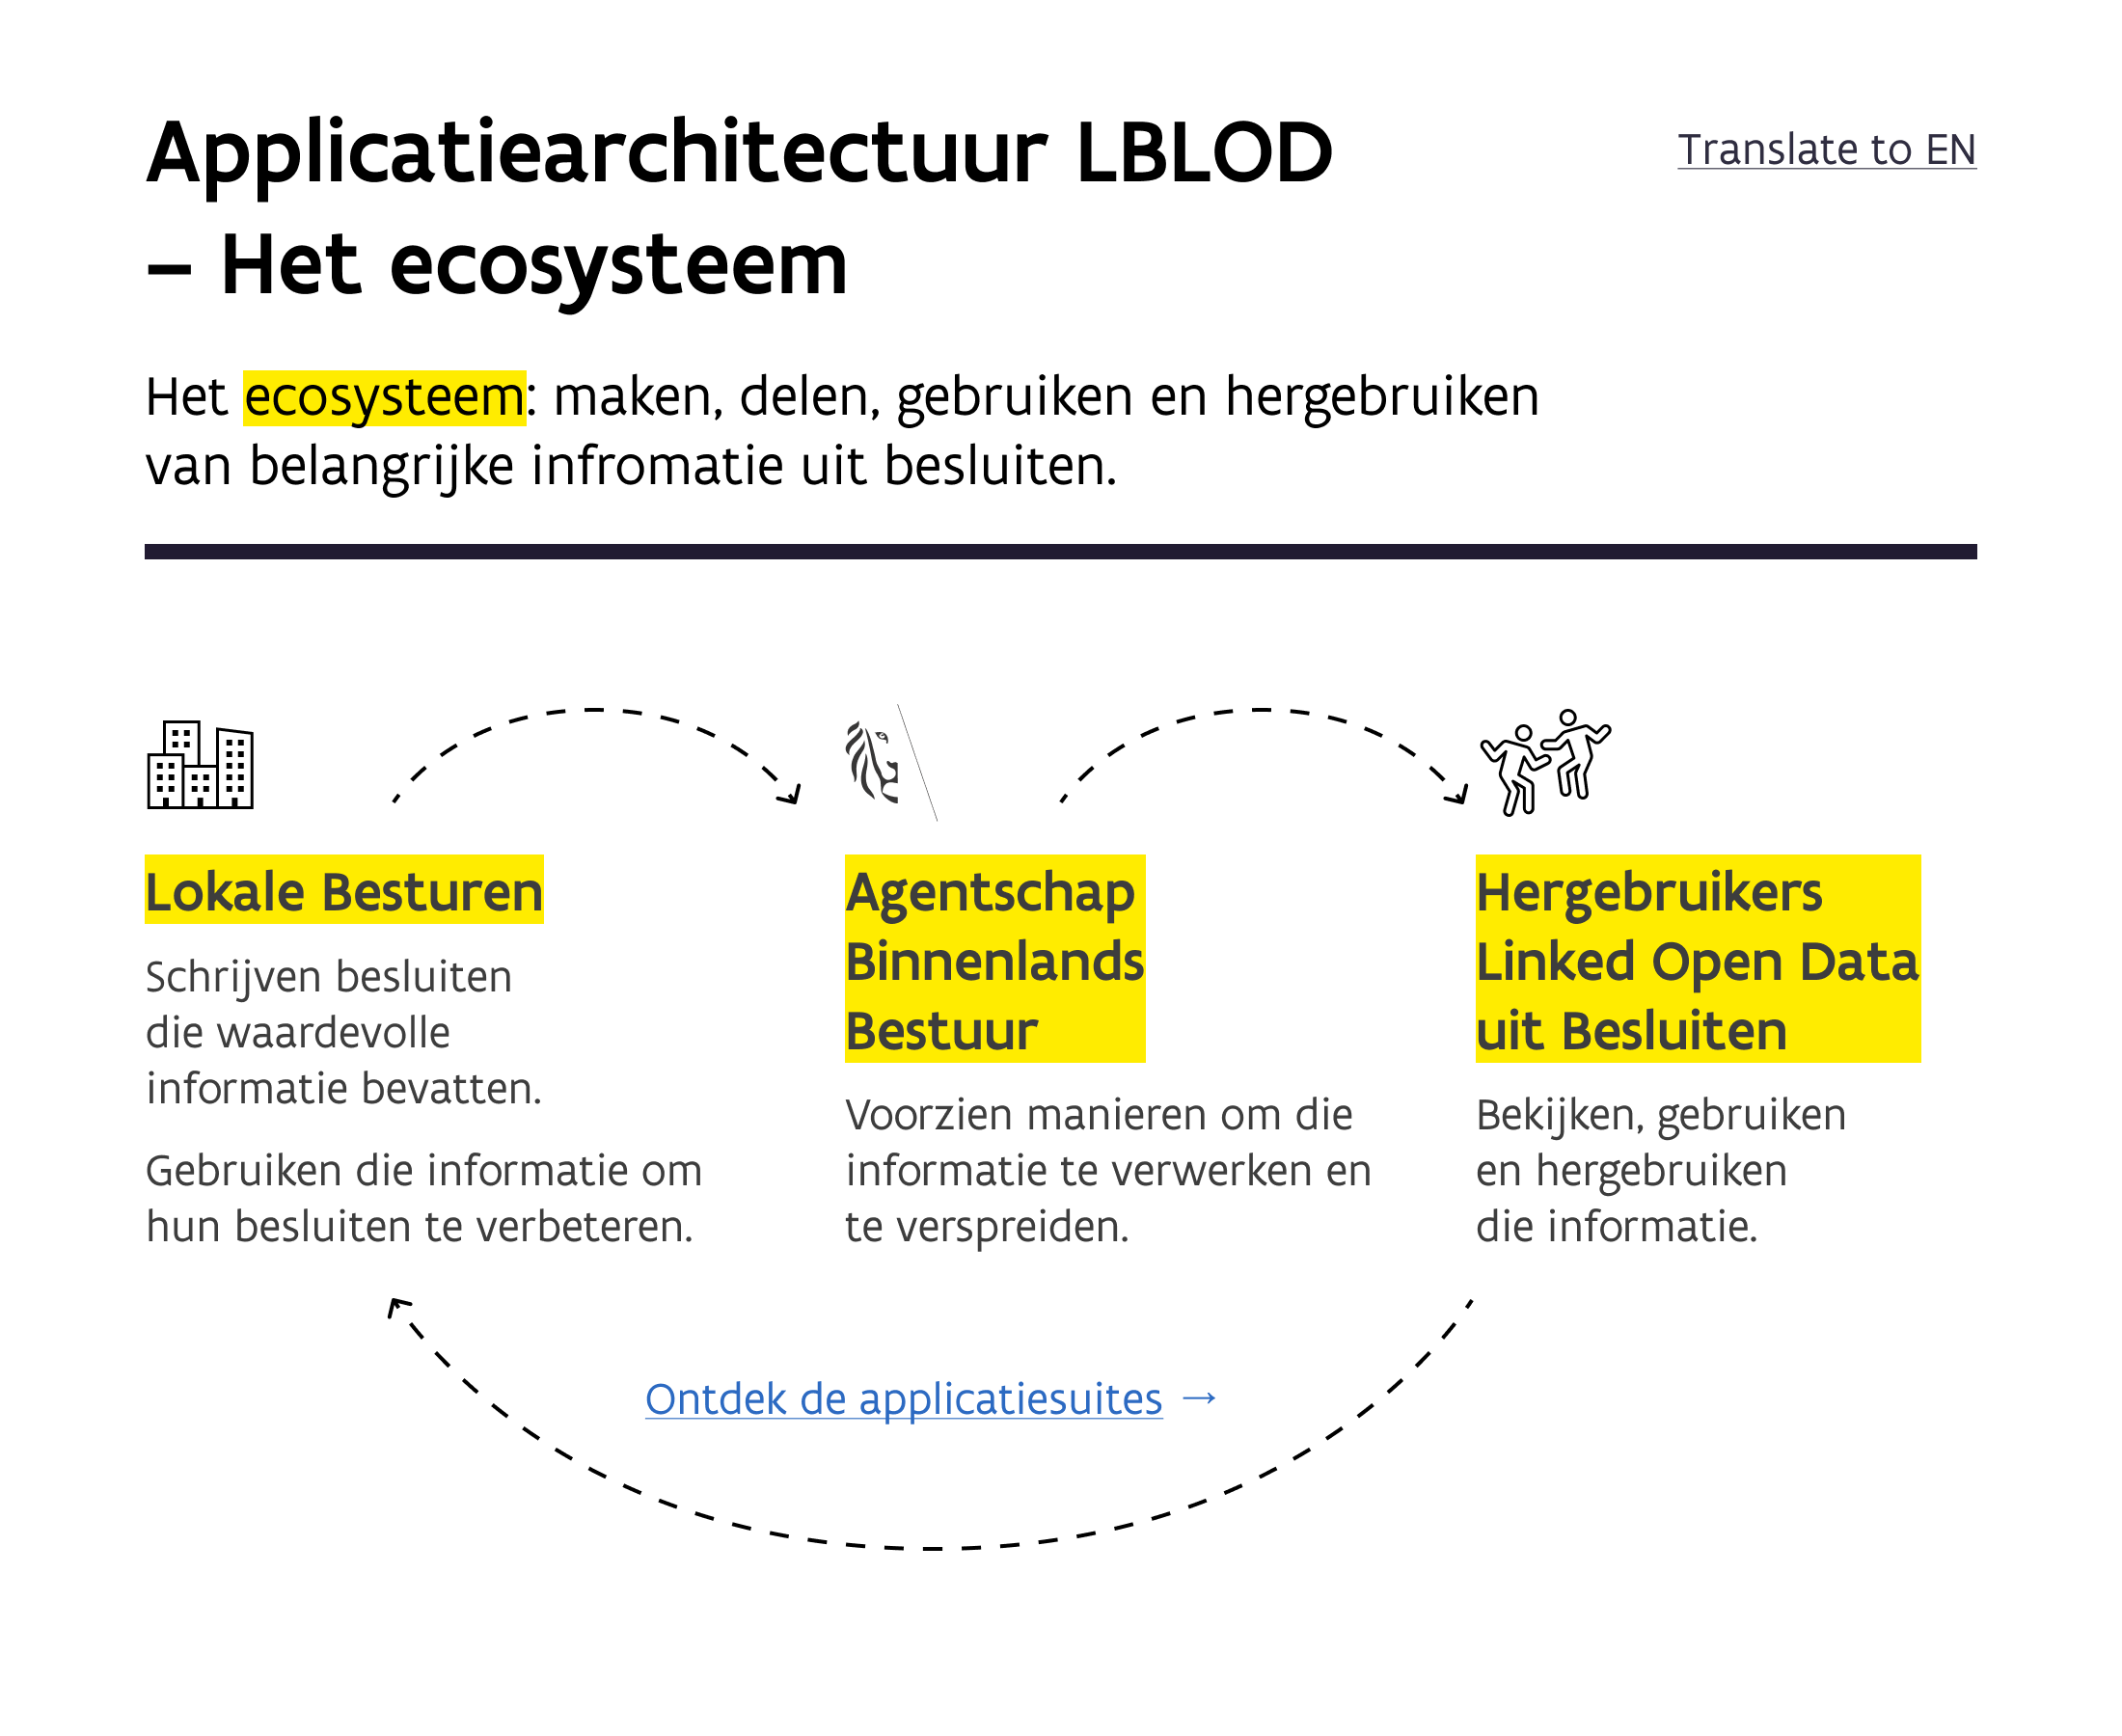 Applicatiearchitectuur LBLOD
– Het ecosysteem
Translate to EN
Het ecosysteem: maken, delen, gebruiken en hergebruiken
van belangrijke infromatie uit besluiten.
Lokale Besturen
Schrijven besluiten
die waardevolle
informatie bevatten.
Gebruiken die informatie om
hun besluiten te verbeteren.
Agentschap
Binnenlands
Bestuur
Voorzien manieren om die
informatie te verwerken en
te verspreiden.
Hergebruikers
Linked Open Data
uit Besluiten
Bekijken, gebruiken
en hergebruiken
die informatie.
Ontdek de applicatiesuites →